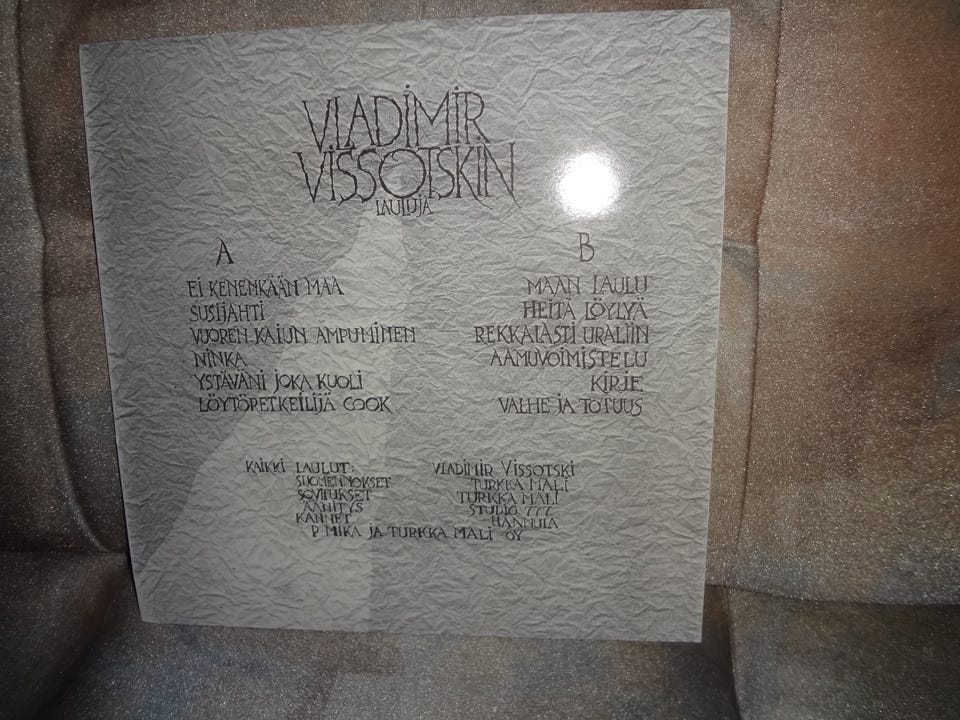 VLADIMIR
VISSOTSKIN
LAULUJA
A
EI KENENKÄÄN MAA
SUSIJAHTI
VUOREN KAIUN AMPUMINEN
NINKA
YSTÄVÄNI JOKA KUOLI
LÖYTÖRETKEILIJÄ COOK
B
MAAN LAULU
HEITÄ LÖYLYÄ
REKKALASTI URALIIN
AAMUVOIMISTELU
KIRJE
VALHE JA TOTUUS
KAIKKI LAULUT: VLADIMIR VISSOTSKI
SUOMENNOKSET TURKKA MALI
SOVITUKSET TURKKA MALI
ÄÄNITYS STUDIO 777
KANNET HANNULA
P MIKA JA TURKKA MALI OY